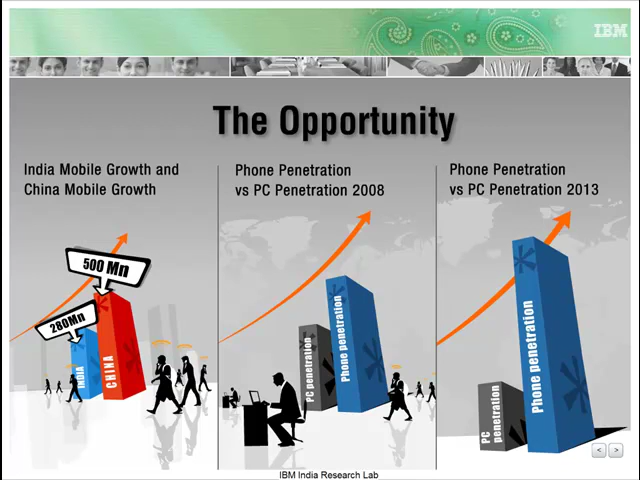 IBM
The Opportunity
India Mobile Growth and
China Mobile Growth
500 Mn
280Mn
INDIA
CHINA
Phone Penetration
vs PC Penetration 2008
PC penetration
Phone penetration
Phone Penetration
vs PC Penetration 2013
PC
penetration
Phone penetration
< >
IBM India Research Lab